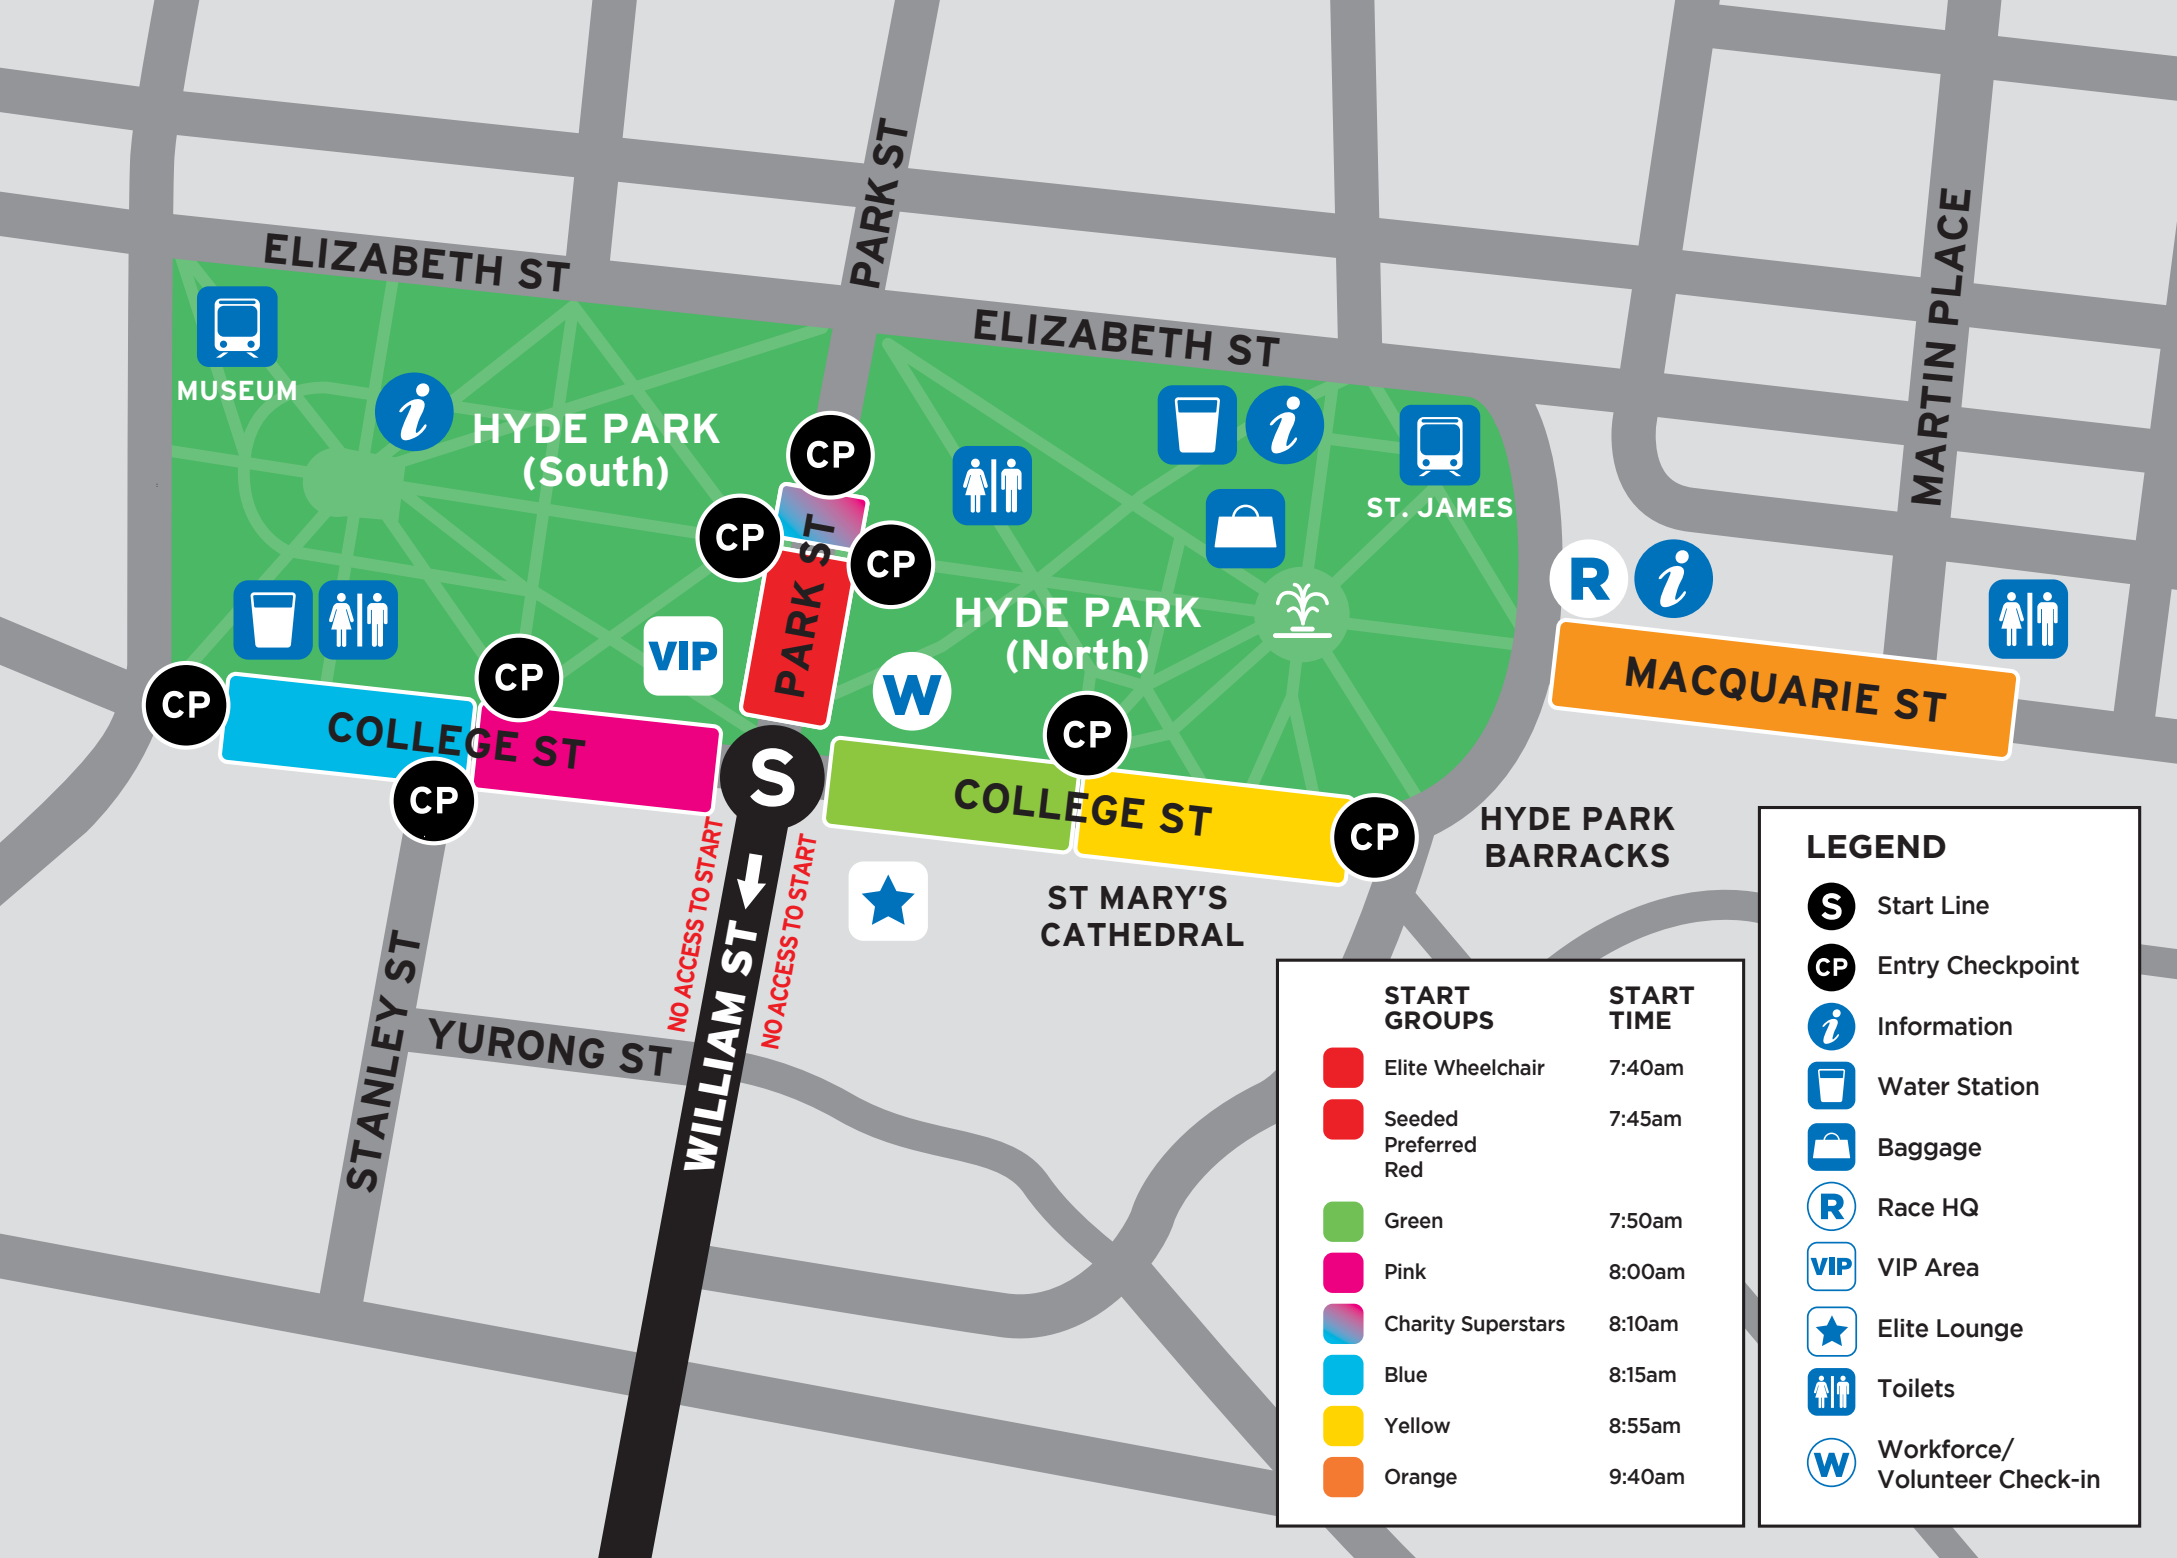 PARK ST
MARTIN PLACE
ELIZABETH ST
ELIZABETH ST
MUSEUM
i
HYDE PARK
(South)
CP
i
ST. JAMES
CP
CP
PARK ST
R
i
HYDE PARK
(North)
VIP
W
CP
CP
COLLEGE ST
CP
S
CP
COLLEGE ST
CP
MACQUARIE ST
NO ACCESS TO START
NO ACCESS TO START
WILLIAM ST
HYDE PARK
BARRACKS
ST MARY'S
CATHEDRAL
STANLEY ST
YURONG ST
START
GROUPS
START
TIME
Elite Wheelchair 7:40am
Seeded 7:45am
Preferred
Red
Green 7:50am
Pink 8:00am
Charity Superstars 8:10am
Blue 8:15am
Yellow 8:55am
Orange 9:40am
LEGEND
S Start Line
CP Entry Checkpoint
i Information
Water Station
Baggage
R Race HQ
VIP VIP Area
Elite Lounge
Toilets
W Workforce/
Volunteer Check-in